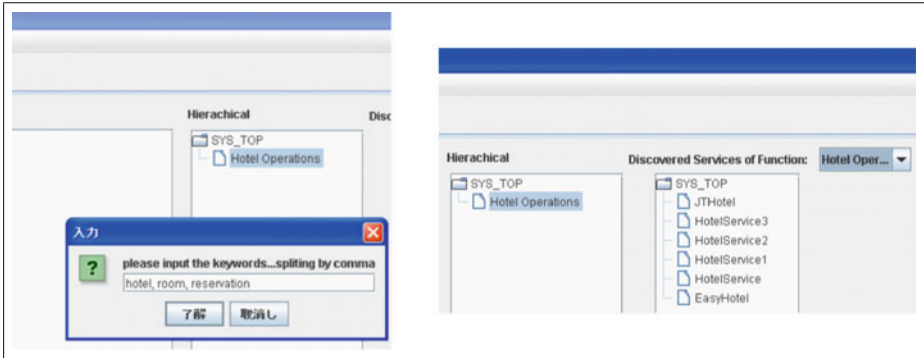 Hierachical
Disc
SYS_TOP
Hotel Operations
入力
please input the keywords...spliting by comma
hotel, room, reservation
了解
取消し
Hierachical
Discovered Services of Function:
Hotel Oper...
SYS_TOP
Hotel Operations
SYS_TOP
JTHotel
HotelService3
HotelService2
HotelService1
HotelService
EasyHotel